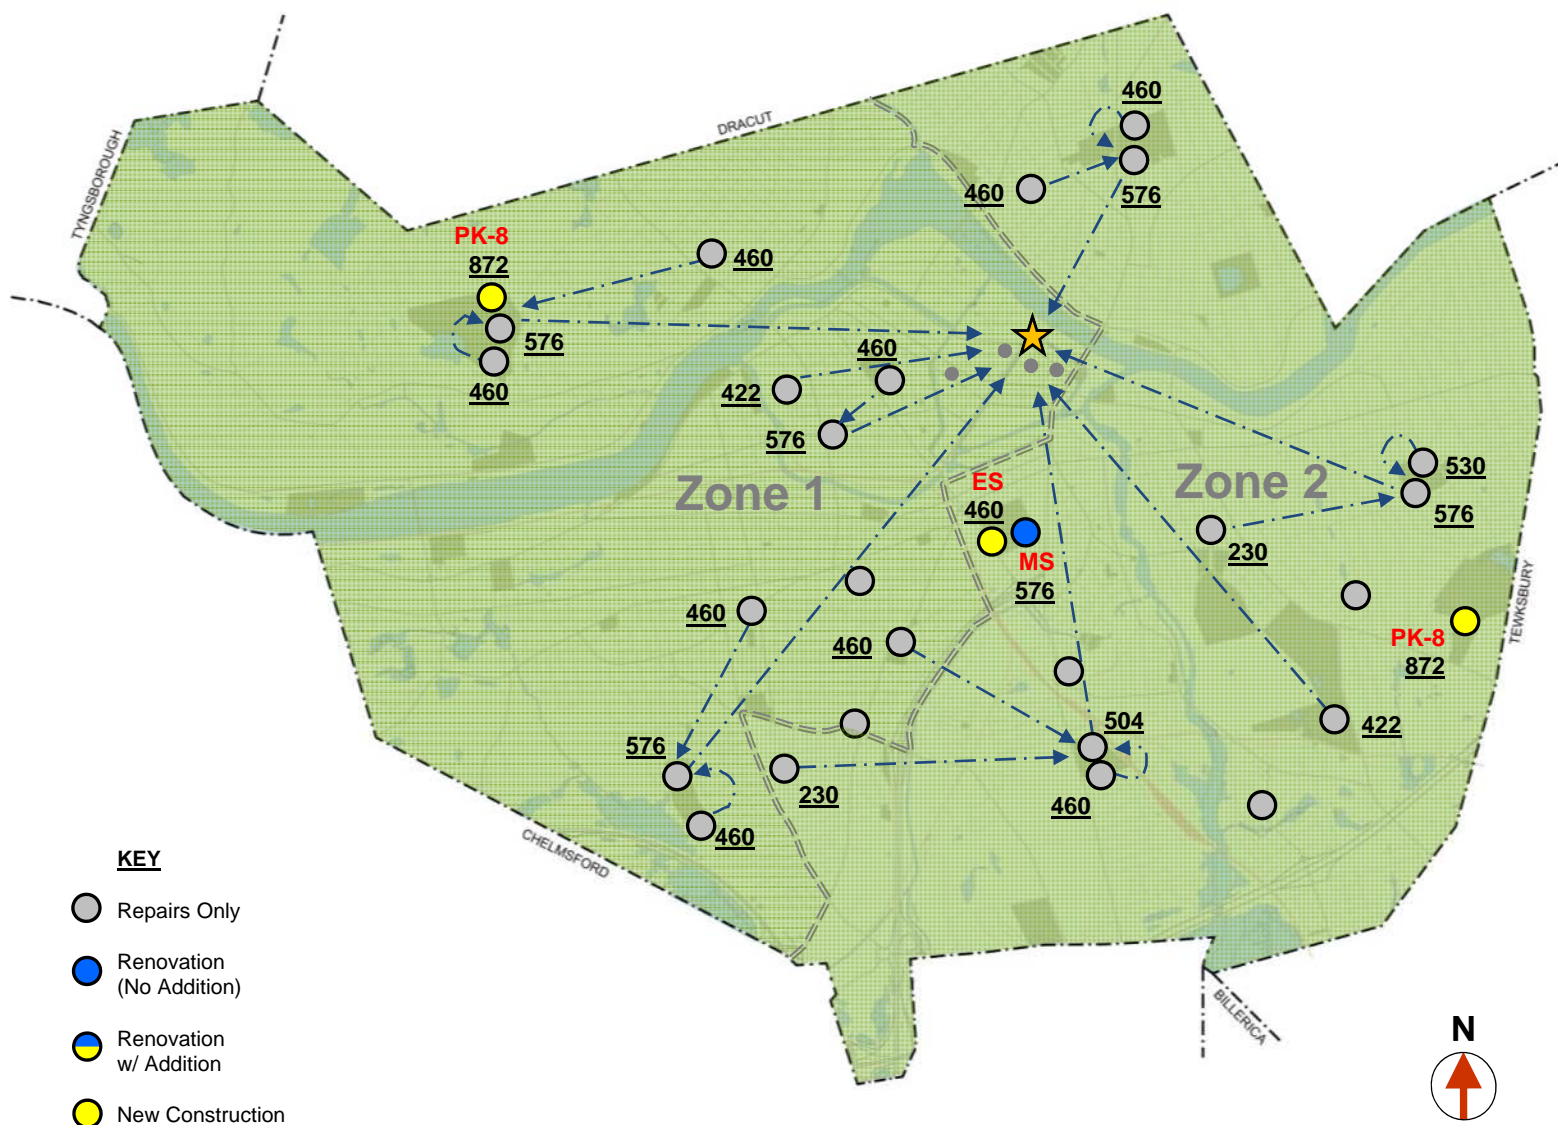 DRACUT
TYNGSBOROUGH
460
460
576
PK-8
872
460
576
460
460
422
576
Zone 1
Zone 2
ES
460
MS
576
530
576
230
TEWKSBURY
PK-8
872
460
460
422
504
576
230
460
460
CHELMSFORD
BILLERICA
KEY
Repairs Only
Renovation
(No Addition)
Renovation
w/ Addition
New Construction
N